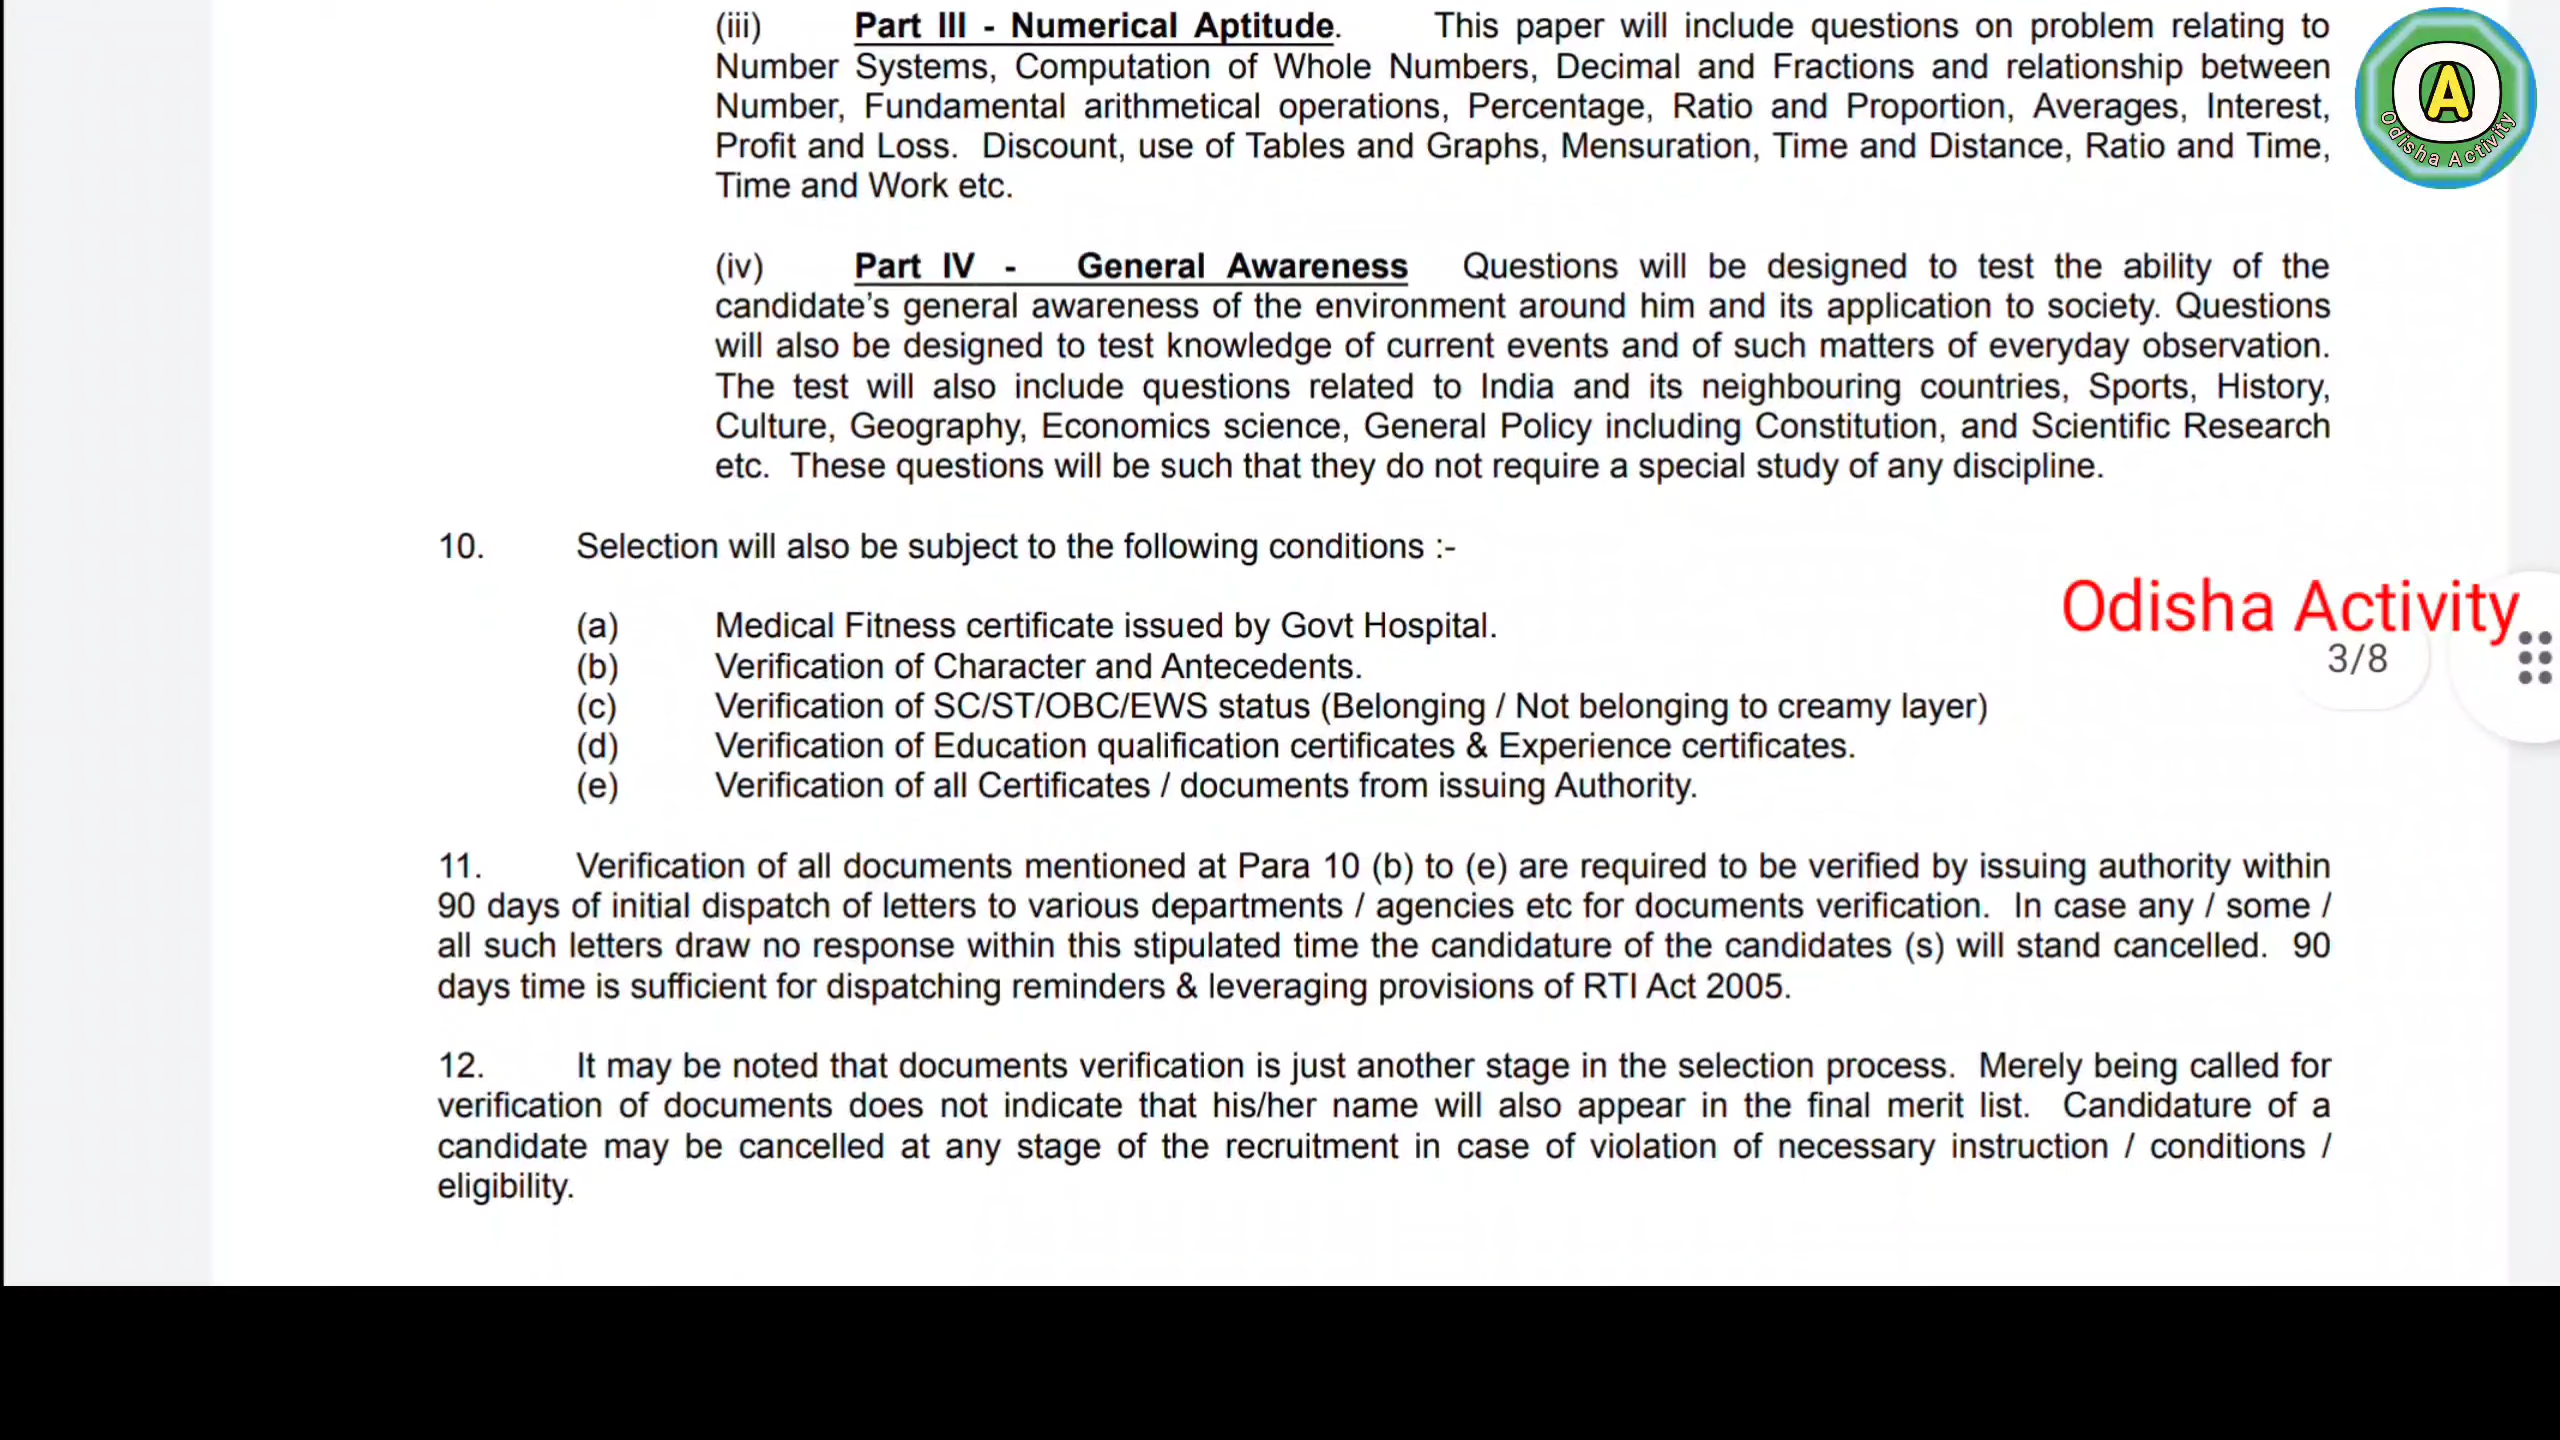 (iii) Part III - Numerical Aptitude. This paper will include questions on problem relating to
Number Systems, Computation of Whole Numbers, Decimal and Fractions and relationship between
Number, Fundamental arithmetical operations, Percentage, Ratio and Proportion, Averages, Interest,
Profit and Loss. Discount, use of Tables and Graphs, Mensuration, Time and Distance, Ratio and Time,
Time and Work etc.
A
Odisha Activity
(iv) Part IV - General Awareness Questions will be designed to test the ability of the
candidate's general awareness of the environment around him and its application to society. Questions
will also be designed to test knowledge of current events and of such matters of everyday observation.
The test will also include questions related to India and its neighbouring countries, Sports, History,
Culture, Geography, Economics science, General Policy including Constitution, and Scientific Research
etc. These questions will be such that they do not require a special study of any discipline.
10. Selection will also be subject to the following conditions :-
Odisha Activity
3/8
(a) Medical Fitness certificate issued by Govt Hospital.
(b) Verification of Character and Antecedents.
(c) Verification of SC/ST/OBC/EWS status (Belonging / Not belonging to creamy layer)
(d) Verification of Education qualification certificates & Experience certificates.
(e) Verification of all Certificates / documents from issuing Authority.
11. Verification of all documents mentioned at Para 10 (b) to (e) are required to be verified by issuing authority within
90 days of initial dispatch of letters to various departments / agencies etc for documents verification. In case any / some /
all such letters draw no response within this stipulated time the candidature of the candidates (s) will stand cancelled. 90
days time is sufficient for dispatching reminders & leveraging provisions of RTI Act 2005.
12. It may be noted that documents verification is just another stage in the selection process. Merely being called for
verification of documents does not indicate that his/her name will also appear in the final merit list. Candidature of a
candidate may be cancelled at any stage of the recruitment in case of violation of necessary instruction / conditions /
eligibility.